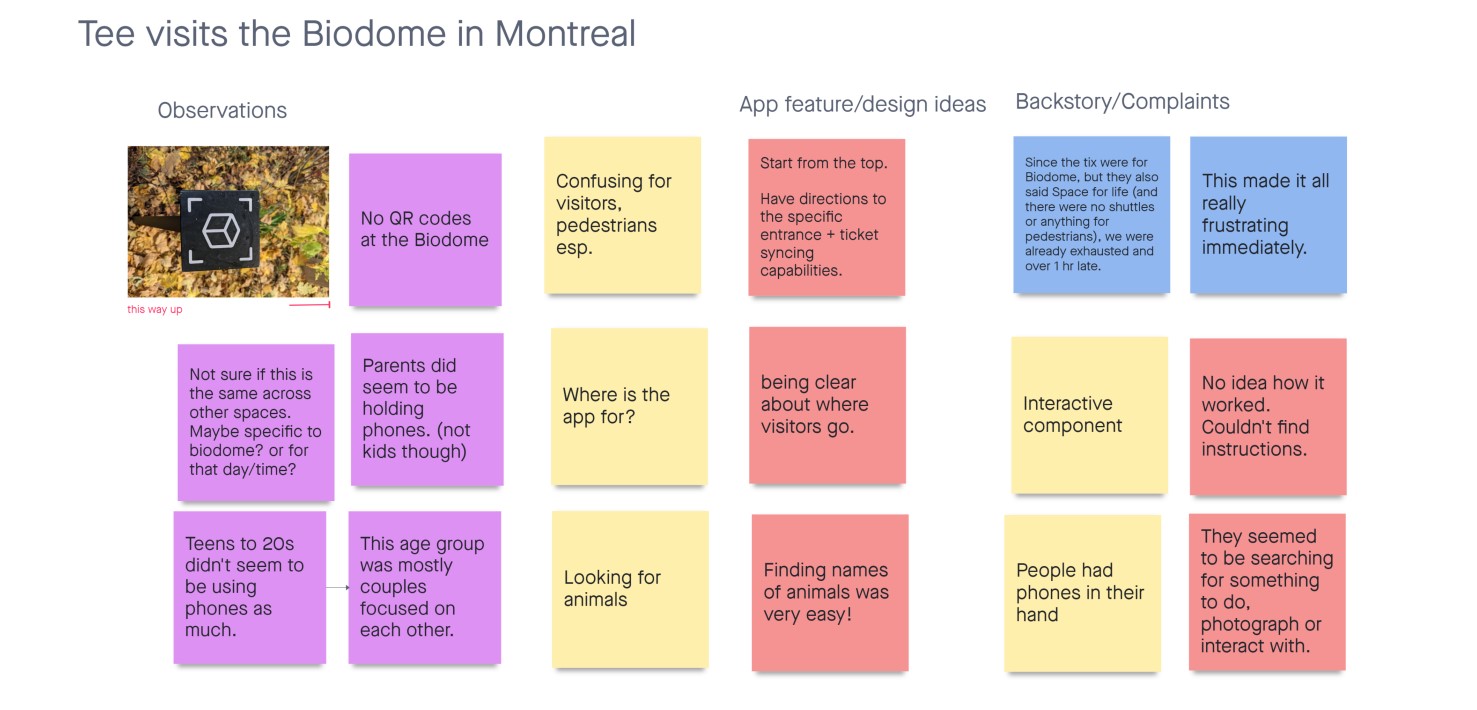 Tee visits the Biodome in Montreal
Observations
App feature/design ideas
Backstory/Complaints
this way up
No QR codes
at the Biodome
Confusing for
visitors,
pedestrians
esp.
Start from the top.
Have directions to
the specific
entrance + ticket
syncing
capabilities.
Since the tix were for
Biodome, but they also
said Space for life (and
there were no shuttles
or anything for
pedestrians), we were
already exhausted and
over 1 hr late.
This made it all
really
frustrating
immediately.
Not sure if this is
the same across
other spaces.
Maybe specific to
biodome? or for
that day/time?
Parents did
seem to be
holding
phones. (not
kids though)
Where is the
app for?
being clear
about where
visitors go.
Interactive
component
No idea how it
worked.
Couldn't find
instructions.
Teens to 20s
didn't seem to
be using
phones as
much.
This age group
was mostly
couples
focused on
each other.
Looking for
animals
Finding names
of animals was
very easy!
People had
phones in their
hand
They seemed
to be searching
for something
to do,
photograph or
interact with.